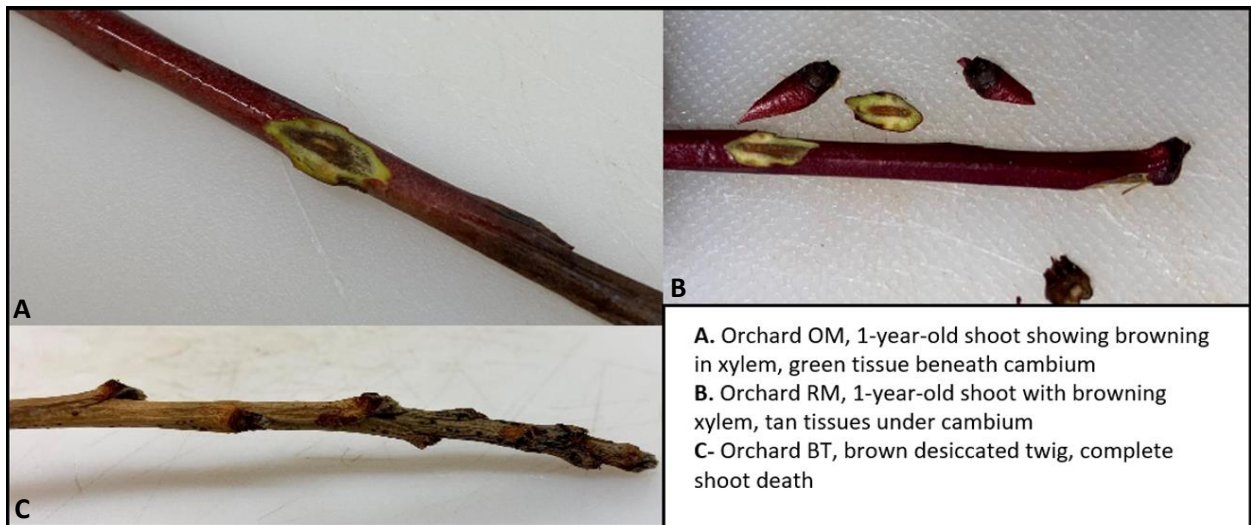 A
B
C
A. Orchard OM, 1-year-old shoot showing browning
in xylem, green tissue beneath cambium
B. Orchard RM, 1-year-old shoot with browning
xylem, tan tissues under cambium
C- Orchard BT, brown desiccated twig, complete
shoot death